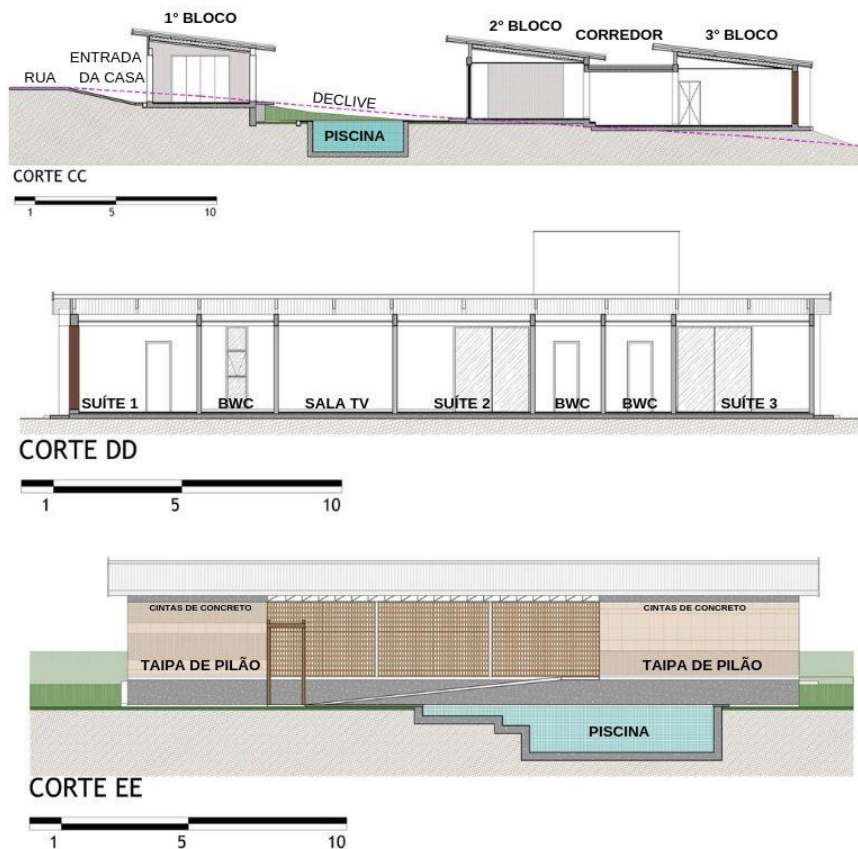 1° BLOCO
2° BLOCO
CORREDOR
3° BLOCO
ENTRADA
DA CASA
RUA
DECLIVE
PISCINA
CORTE CC
1 5 10
SUÍTE 1 BWC SALA TV SUÍTE 2 BWC BWC SUÍTE 3
CORTE DD
1 5 10
CINTAS DE CONCRETO CINTAS DE CONCRETO
TAIPA DE PILÃO TAIPA DE PILÃO
PISCINA
CORTE EE
1 5 10